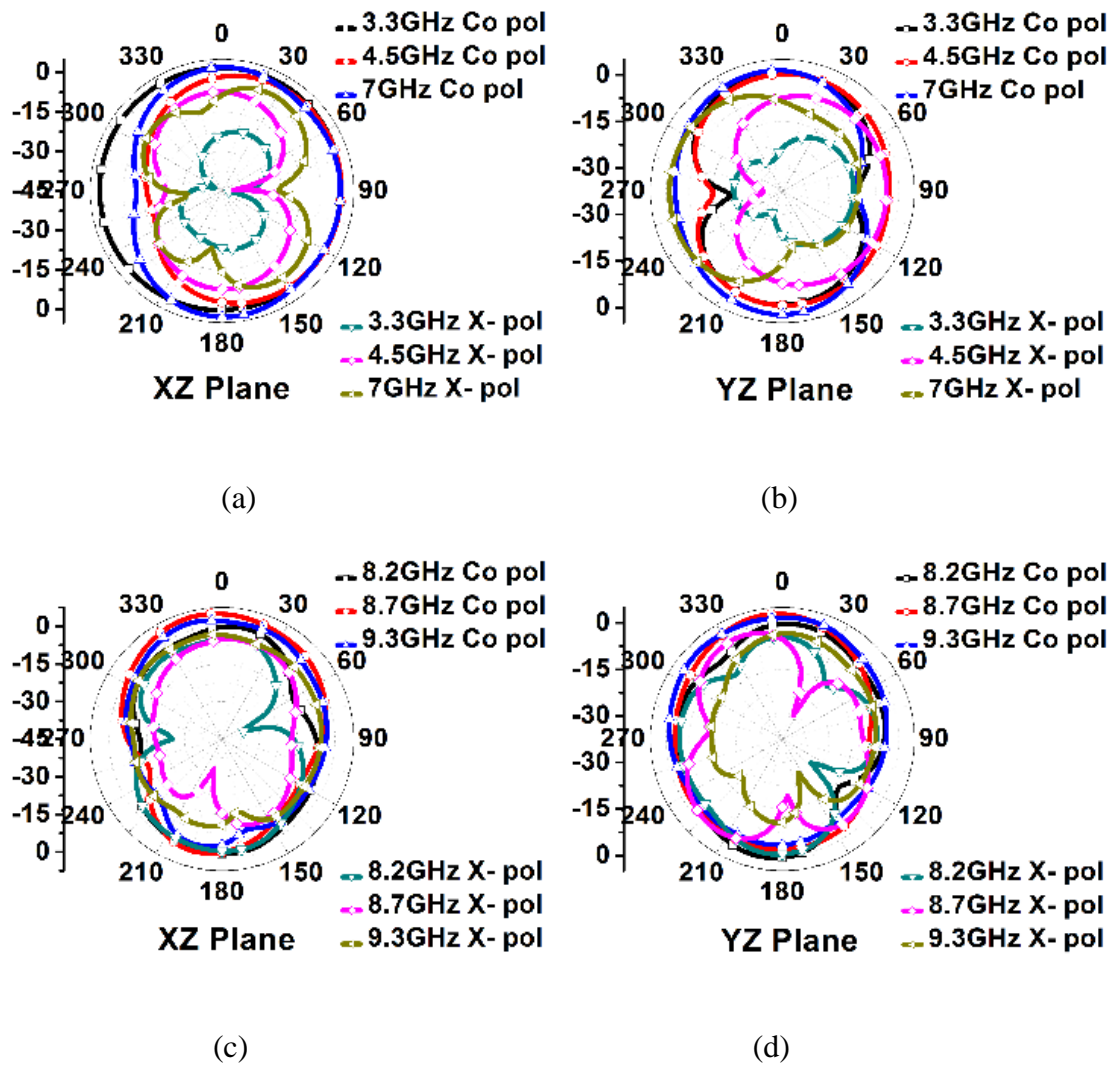 3.3GHz Co pol
4.5GHz Co pol
7GHz Co pol
0
330
30
0
-15
300
60
-30
-45
270
90
-30
-15
240
120
0
210
150
180
3.3GHz X- pol
4.5GHz X- pol
7GHz X- pol
XZ Plane
(a)
3.3GHz Co pol
4.5GHz Co pol
7GHz Co pol
0
330
30
0
-15
300
60
-30
270
90
-30
-15
240
120
0
210
150
180
3.3GHz X- pol
4.5GHz X- pol
7GHz X- pol
YZ Plane
(b)
8.2GHz Co pol
8.7GHz Co pol
9.3GHz Co pol
0
330
30
0
-15
300
60
-30
-45
270
90
-30
-15
240
120
0
210
150
180
8.2GHz X- pol
8.7GHz X- pol
9.3GHz X- pol
XZ Plane
(c)
8.2GHz Co pol
8.7GHz Co pol
9.3GHz Co pol
0
330
30
0
-15
300
60
-30
270
90
-30
-15
240
120
0
210
150
180
8.2GHz X- pol
8.7GHz X- pol
9.3GHz X- pol
YZ Plane
(d)